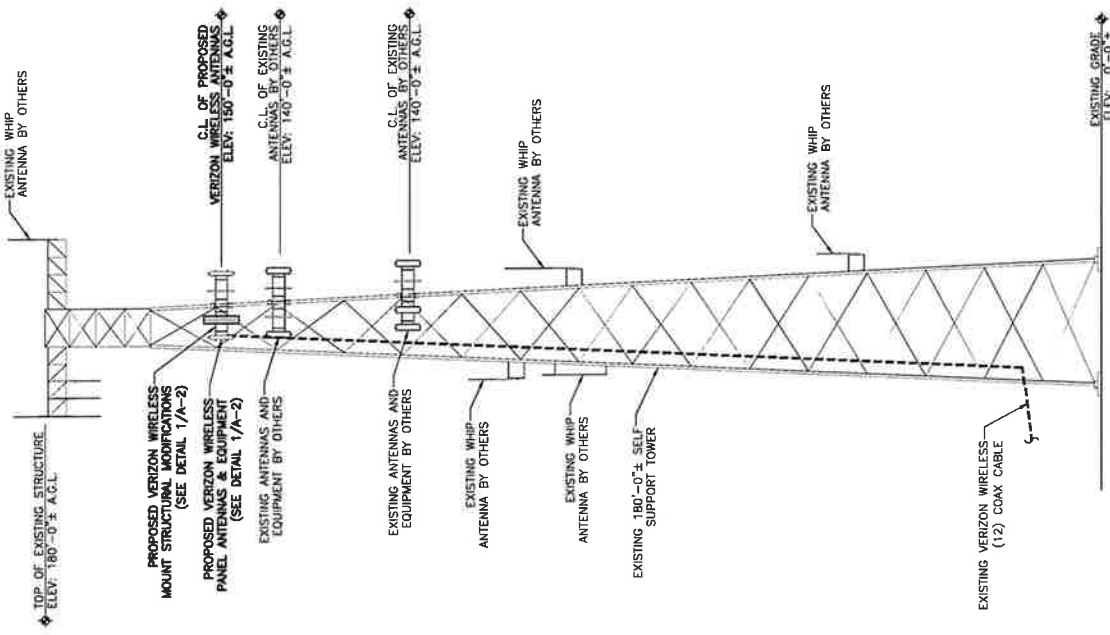 EXISTING WHIP
ANTENNA BY OTHERS
TOP OF EXISTING STRUCTURE
ELEV: 180'-0"± A.G.L.
C.L. OF PROPOSED
VERIZON WIRELESS ANTENNAS
ELEV: 150'-0"± A.G.L.
PROPOSED VERIZON WIRELESS
MOUNT STRUCTURAL MODIFICATIONS
(SEE DETAIL 1/A-2)
C.L. OF EXISTING
ANTENNAS BY OTHERS
ELEV: 140'-0"± A.G.L.
PROPOSED VERIZON WIRELESS
PANEL ANTENNAS & EQUIPMENT
(SEE DETAIL 1/A-2)
EXISTING ANTENNAS AND
EQUIPMENT BY OTHERS
C.L. OF EXISTING
ANTENNAS BY OTHERS
ELEV: 140'-0"± A.G.L.
EXISTING ANTENNAS AND
EQUIPMENT BY OTHERS
EXISTING WHIP
ANTENNA BY OTHERS
EXISTING WHIP
ANTENNA BY OTHERS
EXISTING WHIP
ANTENNA BY OTHERS
EXISTING 180'-0"± SELF
SUPPORT TOWER
EXISTING WHIP
ANTENNA BY OTHERS
EXISTING VERIZON WIRELESS
(12) COAX CABLE
EXISTING GRADE
ELEV: 0'-0"±